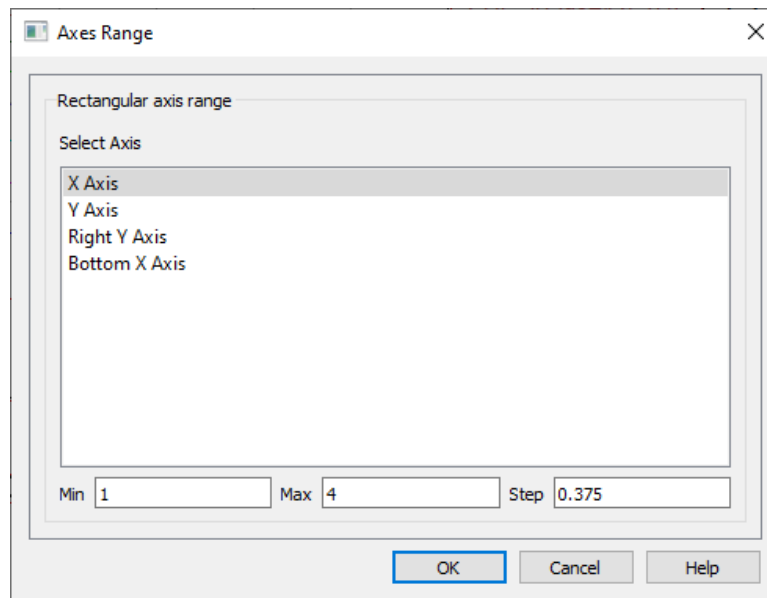 Axes Range
Rectangular axis range
Select Axis
X Axis
Y Axis
Right Y Axis
Bottom X Axis
Min 1 Max 4 Step 0.375
OK Cancel Help